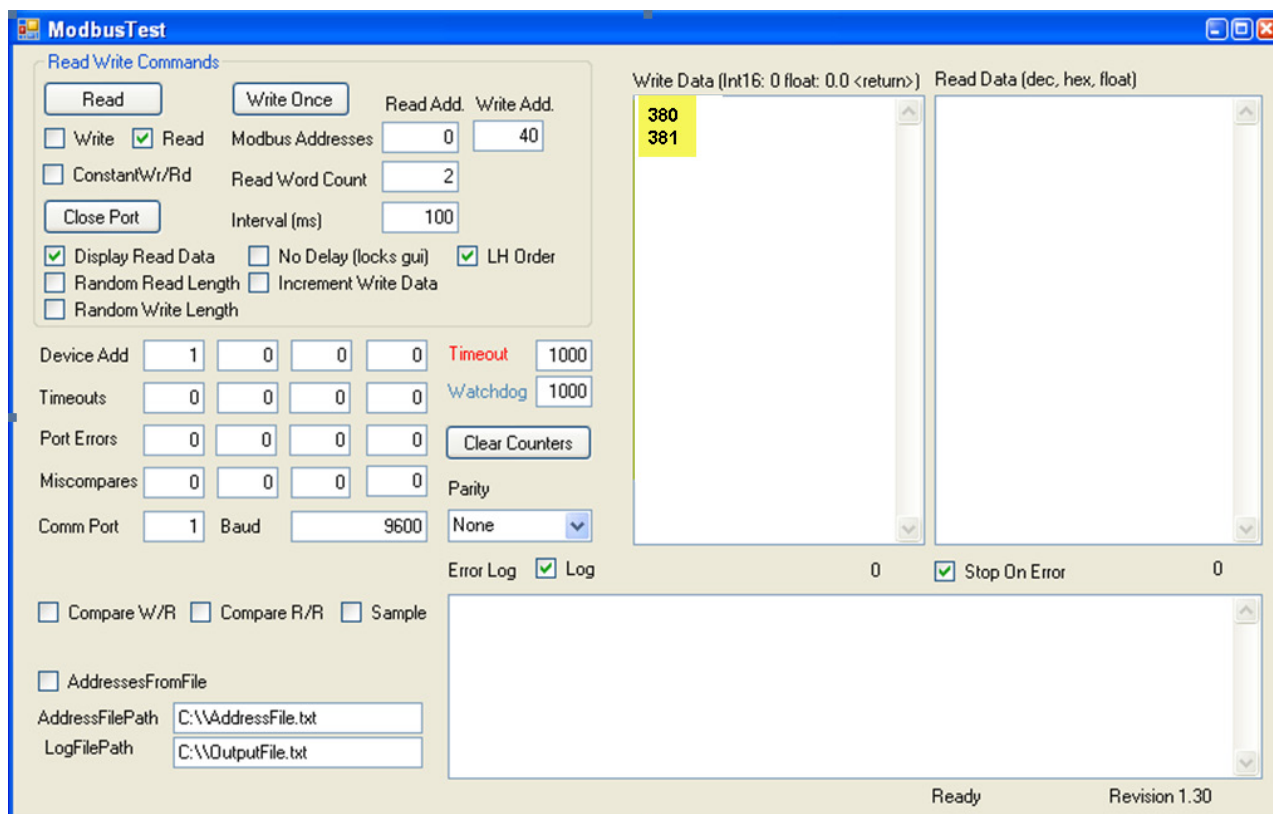 ModbusTest
Read Write Commands
Read Write Once Read Add. Write Add.
Write Read Modbus Addresses 0 40
ConstantWr/Rd Read Word Count 2
Close Port Interval (ms) 100
Display Read Data No Delay (locks gui) LH Order
Random Read Length Increment Write Data
Random Write Length
Device Add 1 0 0 0 Timeout 1000
Timeouts 0 0 0 0 Watchdog 1000
Port Errors 0 0 0 0 Clear Counters
Miscompares 0 0 0 0 Parity
Comm Port 1 Baud 9600 None
Write Data (Int16: 0 float: 0.0 <return>) Read Data (dec, hex, float)
380
381
Error Log Log 0 Stop On Error 0
Compare W/R Compare R/R Sample
AddressesFromFile
AddressFilePath C:\\AddressFile.txt
LogFilePath C:\\OutputFile.txt
Ready Revision 1.30